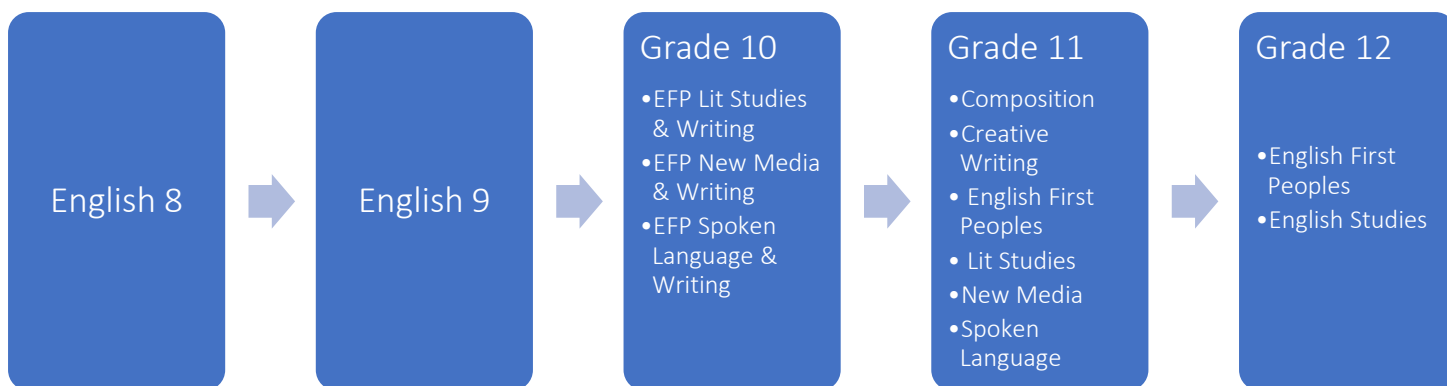 English 8
English 9
Grade 10
•EFP Lit Studies
& Writing
•EFP New Media
& Writing
•EFP Spoken
Language &
Writing
Grade 11
•Composition
•Creative
Writing
• English First
Peoples
• Lit Studies
•New Media
•Spoken
Language
Grade 12
•English First
Peoples
•English Studies